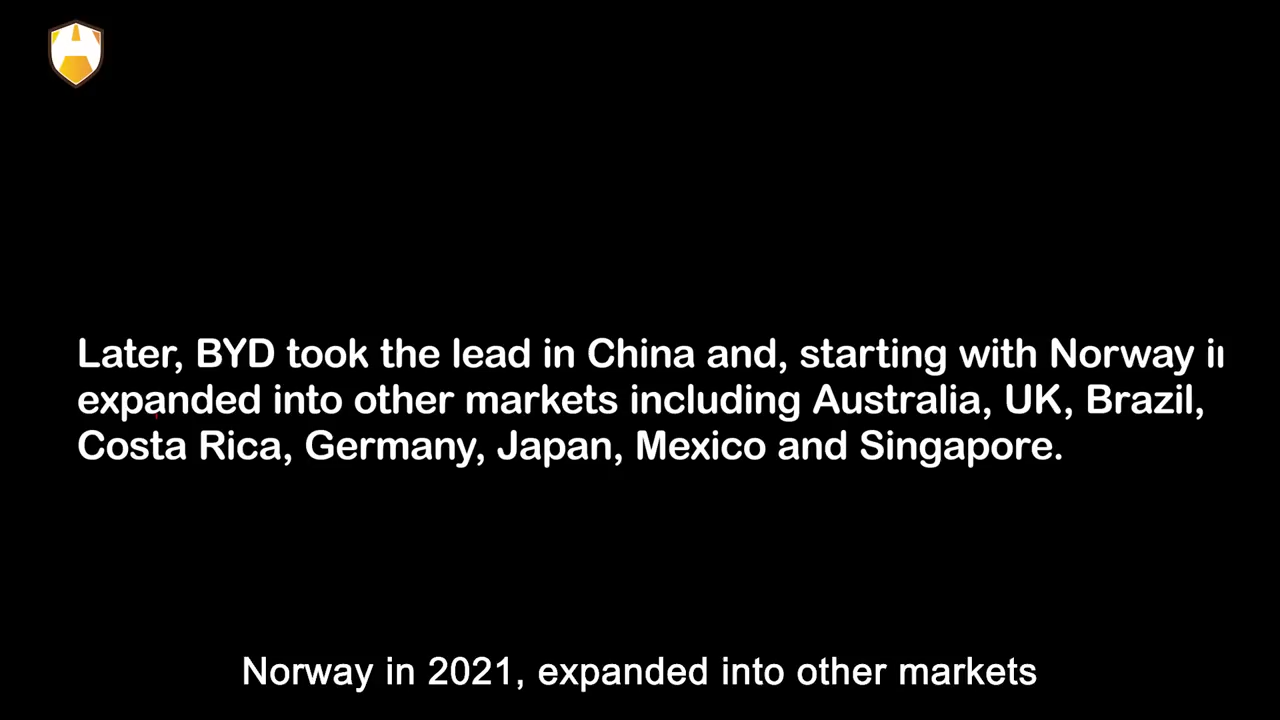 Later, BYD took the lead in China and, starting with Norway
expanded into other markets including Australia, UK, Brazil,
Costa Rica, Germany, Japan, Mexico and Singapore.
Norway in 2021, expanded into other markets